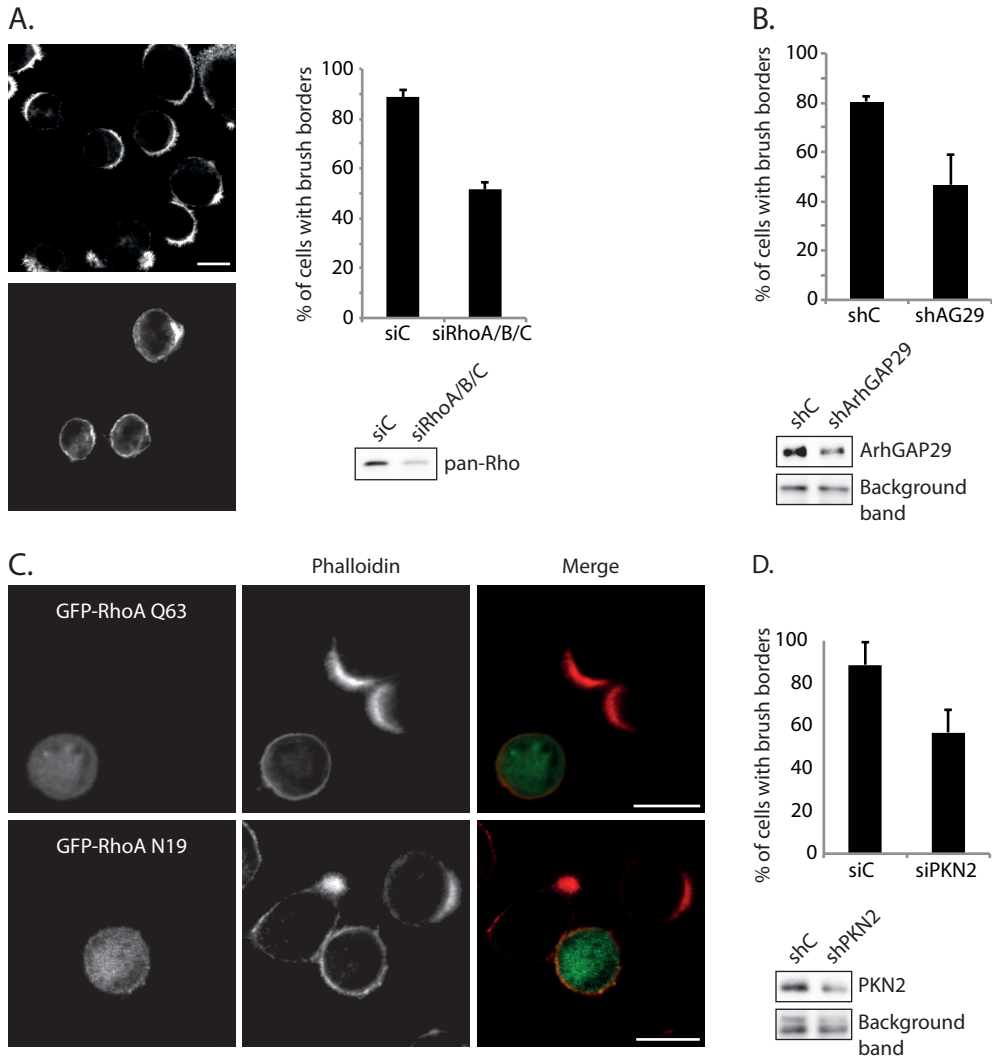 A.
% of cells with brush borders
100
80
60
40
20
0
siC siRhoA/B/C
siC siRhoA/B/C
pan-Rho
B.
% of cells with brush borders
100
80
60
40
20
0
shC shAG29
shC shArhGAP29
ArhGAP29
Background
band
C.
Phalloidin Merge
GFP-RhoA Q63
GFP-RhoA N19
D.
% of cells with brush borders
100
80
60
40
20
0
siC siPKN2
shC shPKN2
PKN2
Background
band